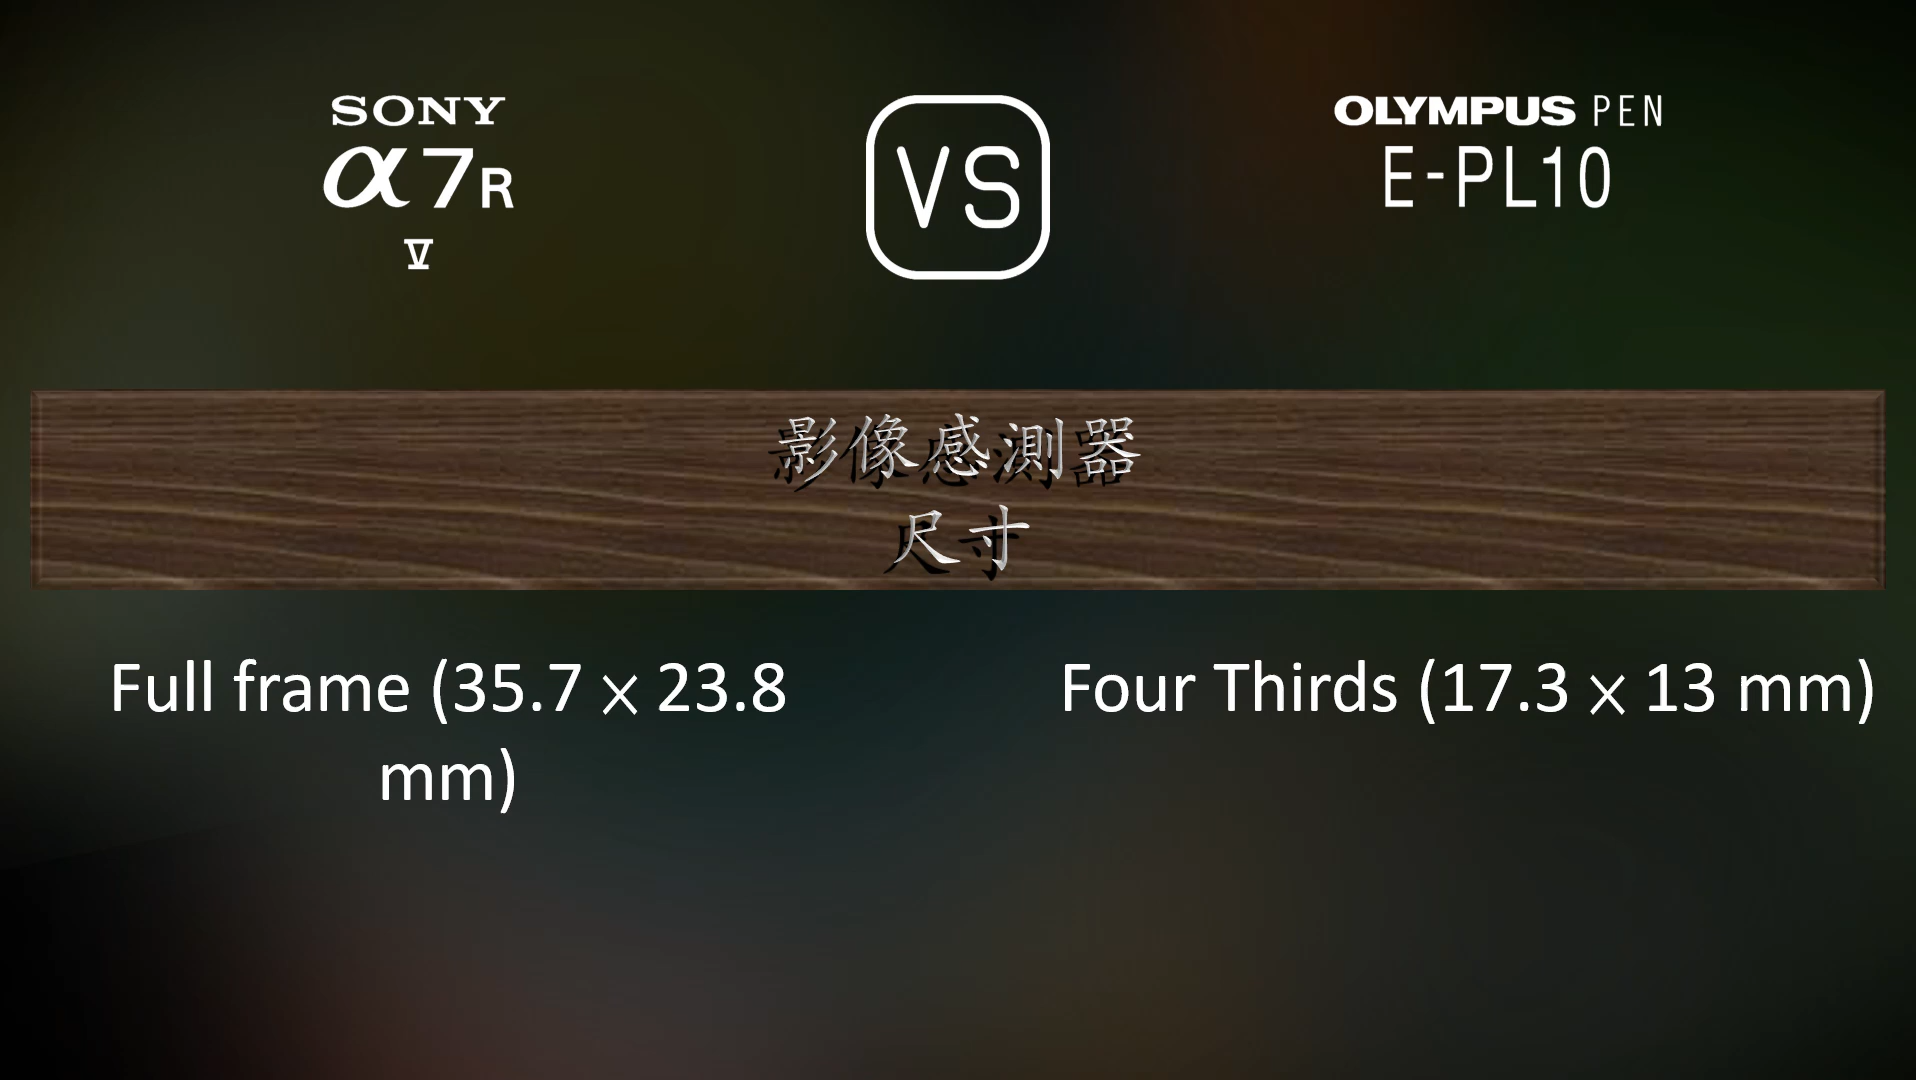 SONY
α7R
V
VS
OLYMPUS PEN
E-PL10
影像感測器
尺寸
Full frame (35.7 x 23.8
mm)
Four Thirds (17.3 x 13 mm)